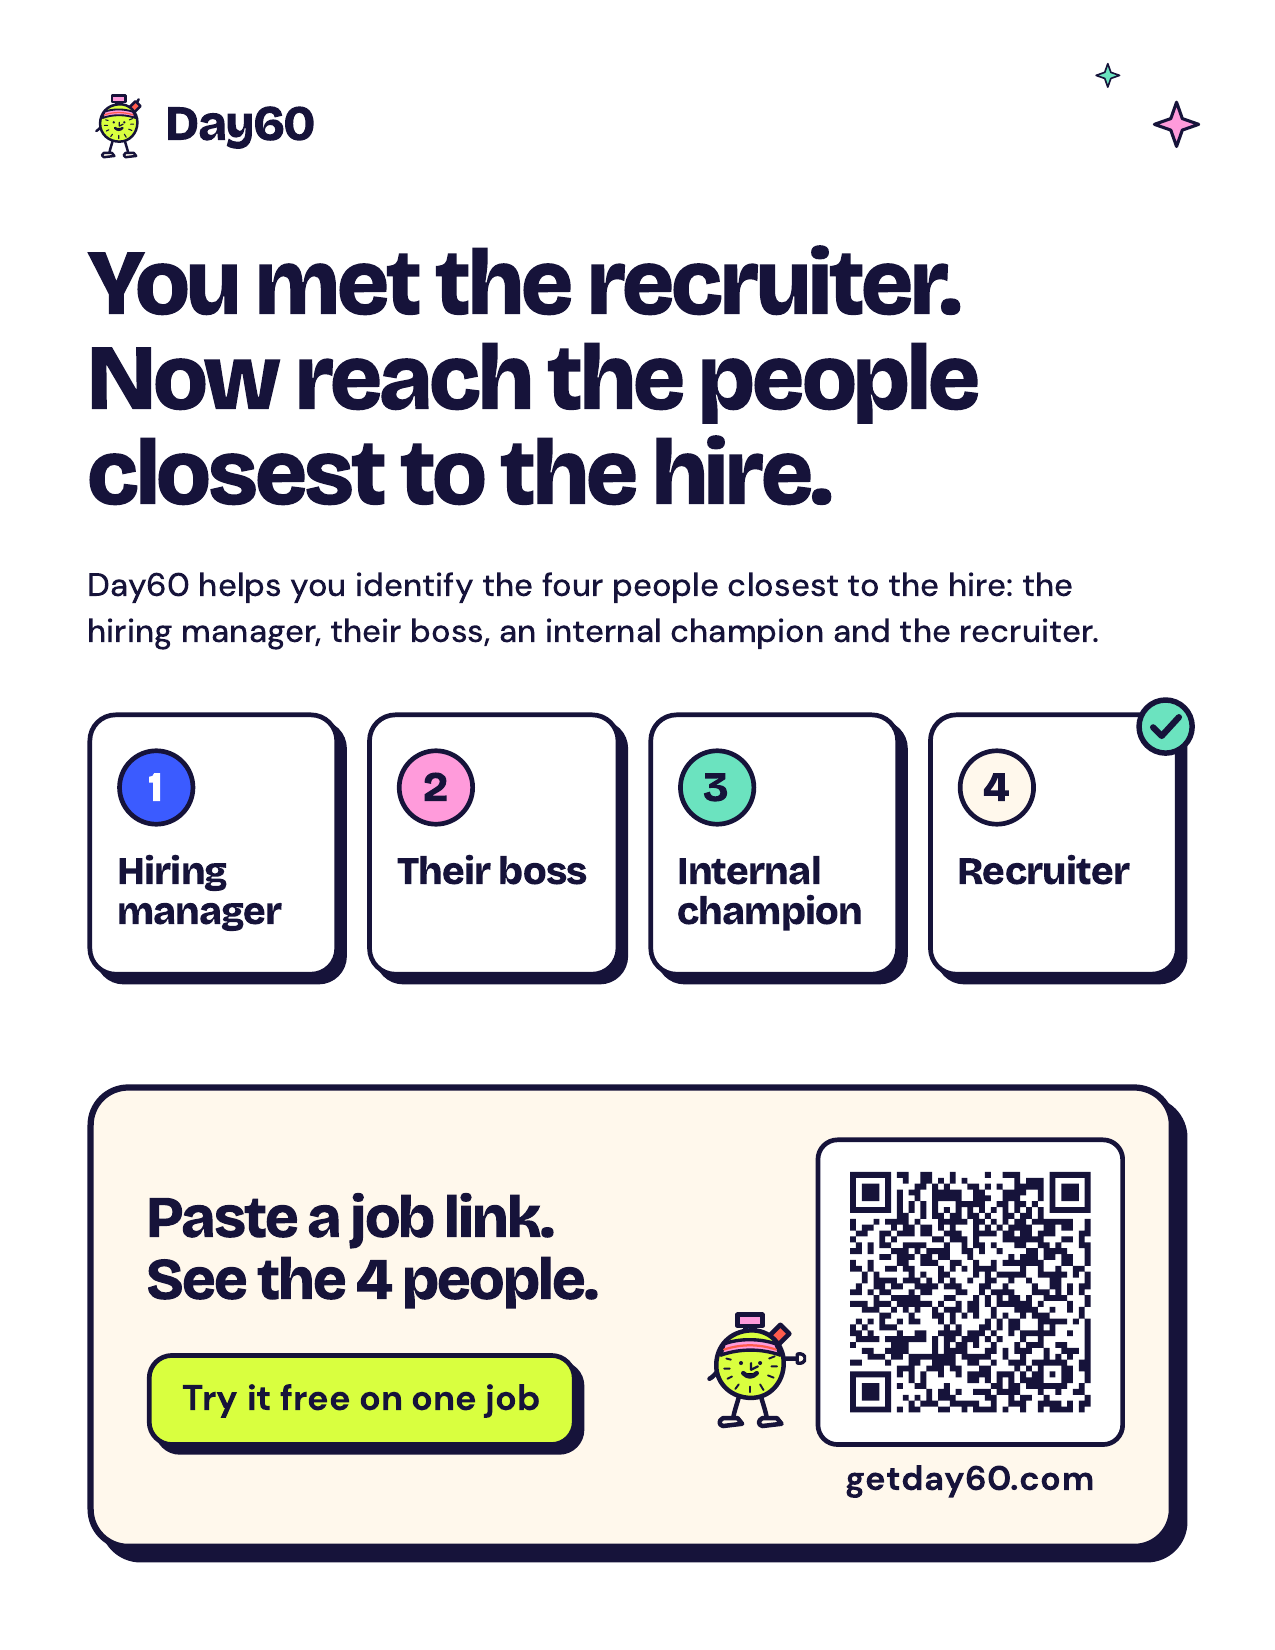 Day60
You met the recruiter.
Now reach the people
closest to the hire.
Day60 helps you identify the four people closest to the hire: the
hiring manager, their boss, an internal champion and the recruiter.
1
Hiring
manager
2
Their boss
3
Internal
champion
4
Recruiter
Paste a job link.
See the 4 people.
Try it free on one job
getday60.com